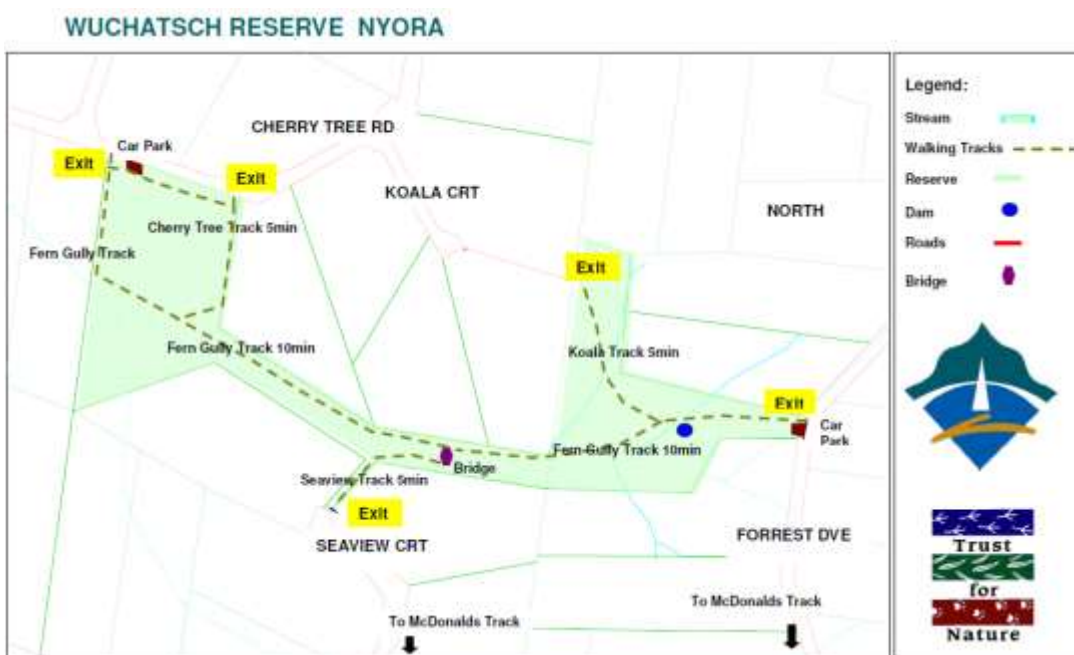 WUCHATSCH RESERVE NYORA
CHERRY TREE RD
Car Park
Exit
Exit
KOALA CRT
NORTH
Cherry Tree Track 5min
Fern Gully Track
Exit
Fern Gully Track 10min
Koala Track 5min
Exit
Car
Park
Fern Gully Track 10min
Bridge
Seaview Track 5min
Exit
SEAVIEW CRT
FORREST DVE
To McDonalds Track
To McDonalds Track
Legend:
Stream
Walking Tracks
Reserve
Dam
Roads
Bridge
Trust
for
Nature